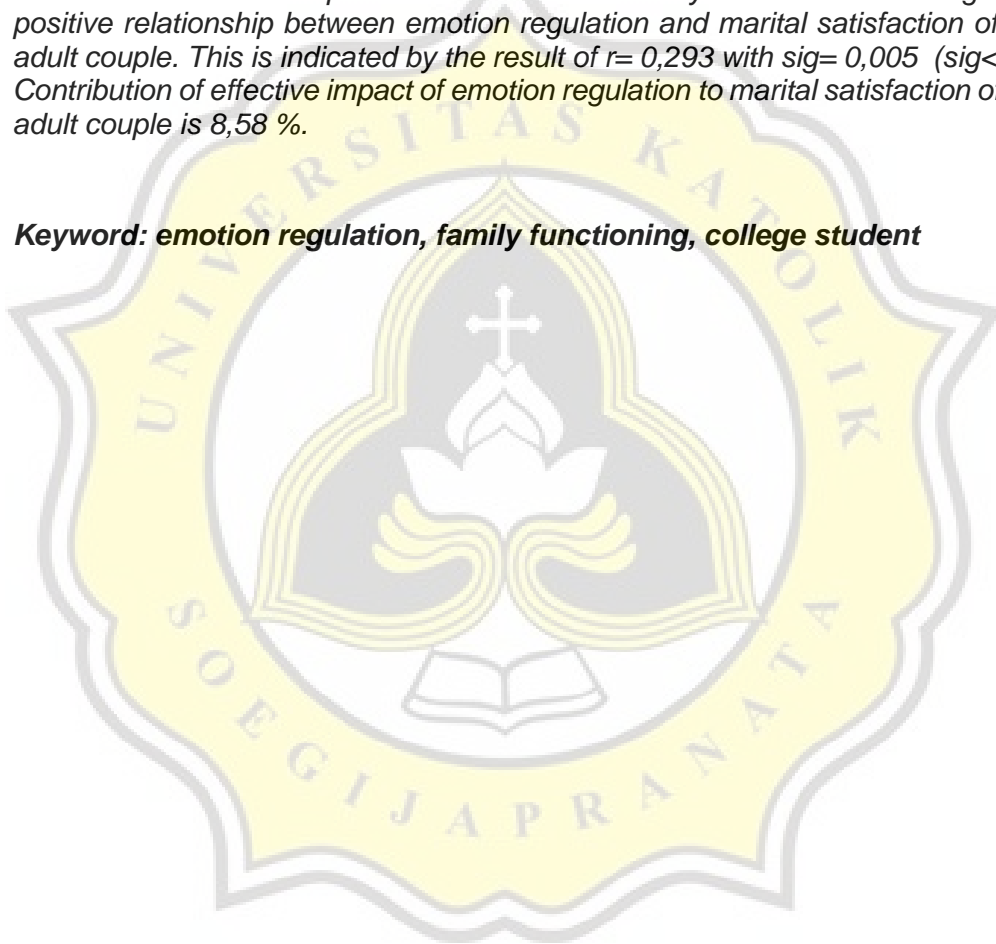 positive relationship between emotion regulation and marital satisfaction of
adult couple. This is indicated by the result of r= 0,293 with sig= 0,005 (sig<
Contribution of effective impact of emotion regulation to marital satisfaction of
adult couple is 8,58 %.
Keyword: emotion regulation, family functioning, college student
UNIVERSITAS KATOLIK
SOEGIJAPRANATA